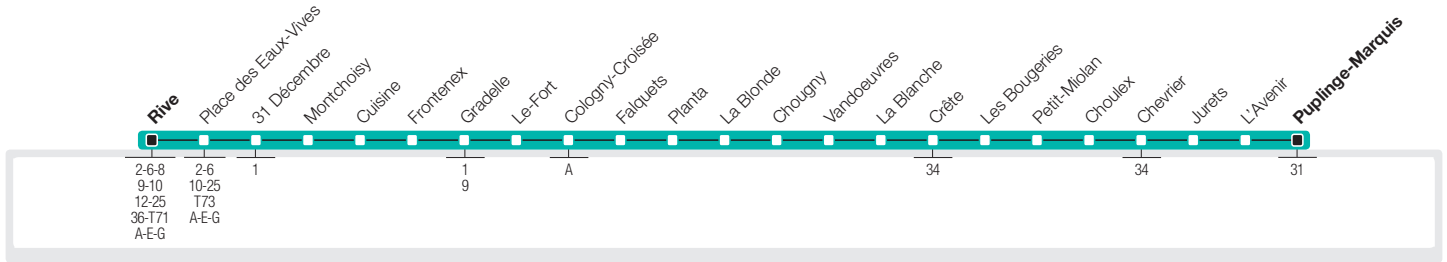 Rive
Place des Eaux-Vives
31 Décembre
Montchoisy
Cuisine
Frontenex
Gradelle
Le-Fort
Cologny-Croisée
Falquets
Planta
La Blonde
Chougny
Vandoeuvres
La Blanche
Crête
Les Bougeries
Petit-Miolan
Choulex
Chevrier
Jurets
L'Avenir
Puplinge-Marquis
2-6-8
9-10
12-25
36-T71
A-E-G
2-6
10-25
T73
A-E-G
1
1
9
A
34
34
31